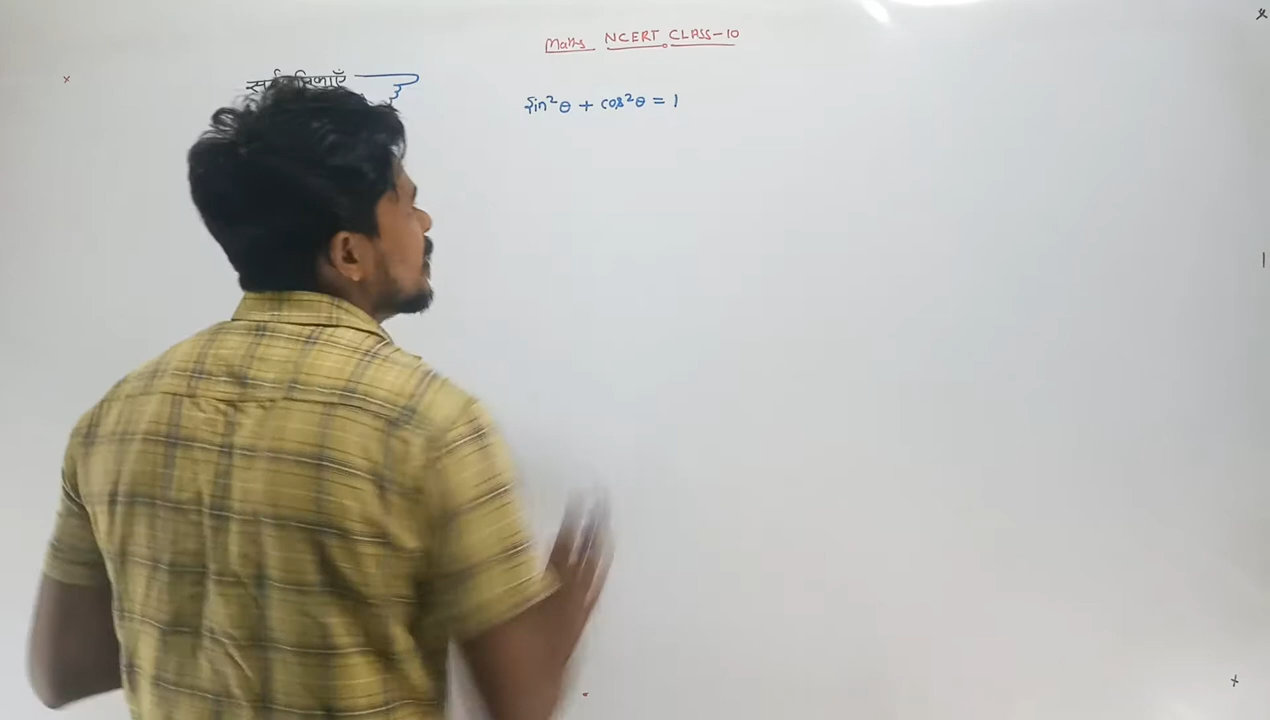 Maths NCERT CLASS-10
sin²θ + cos²θ = 1